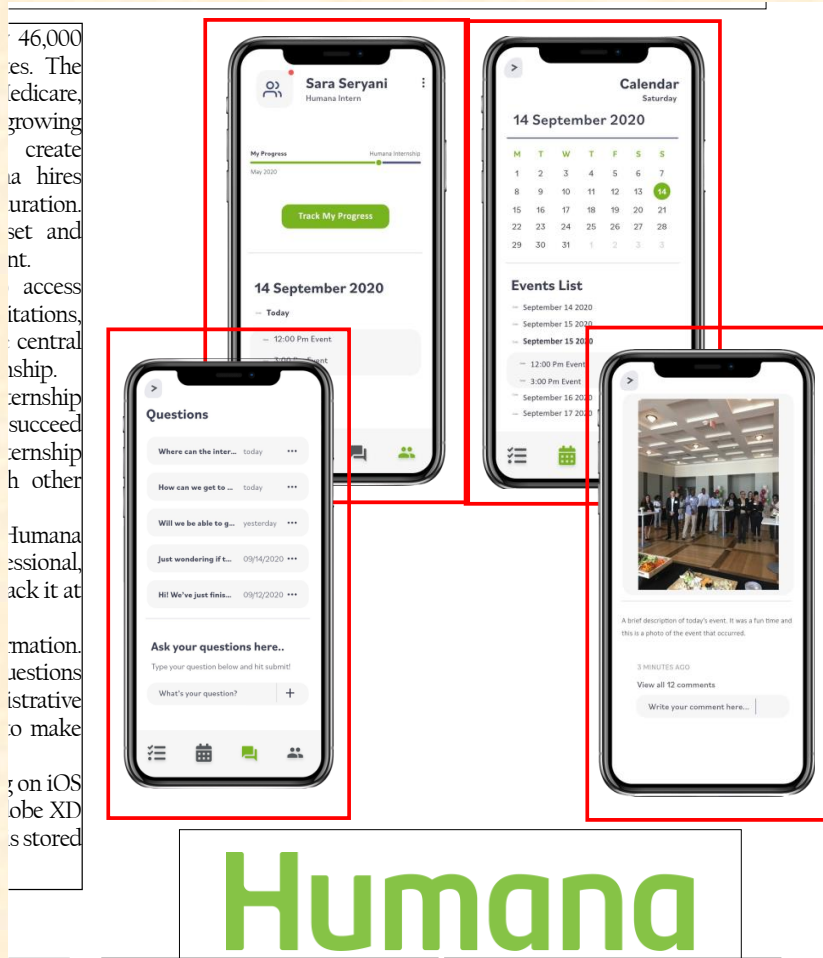 46,000
tes. The
Medicare,
growing
create
na hires
uration.
set and
nt.
access
itations,
central
nship.
ternship
succeed
ternship
h other
Humana
essional,
ack it at
rmation.
uestions
istrative
to make
g on iOS
dobe XD
is stored
Sara Seryani
Humana Intern
My Progress Humana Internship
May 2020
Track My Progress
14 September 2020
— Today
— 12:00 Pm Event
— 3:00 Pm Event
>
Calendar
Saturday
14 September 2020
M T W T F S S
1 2 3 4 5 6 7
8 9 10 11 12 13 14
15 16 17 18 19 20 21
22 23 24 25 26 27 28
29 30 31 1 2 3 3
Events List
— September 14 2020
— September 15 2020
— September 15 2020
— 12:00 Pm Event
— 3:00 Pm Event
— September 16 2020
— September 17 2020
>
Questions
Where can the inter... today •••
How can we get to ... today •••
Will we be able to g... yesterday •••
Just wondering if t... 09/14/2020 •••
Hi! We've just finis... 09/12/2020 •••
Ask your questions here..
Type your question below and hit submit!
What's your question? +
>
A brief description of today's event. It was a fun time and
this is a photo of the event that occurred.
3 MINUTES AGO
View all 12 comments
Write your comment here...
Humana